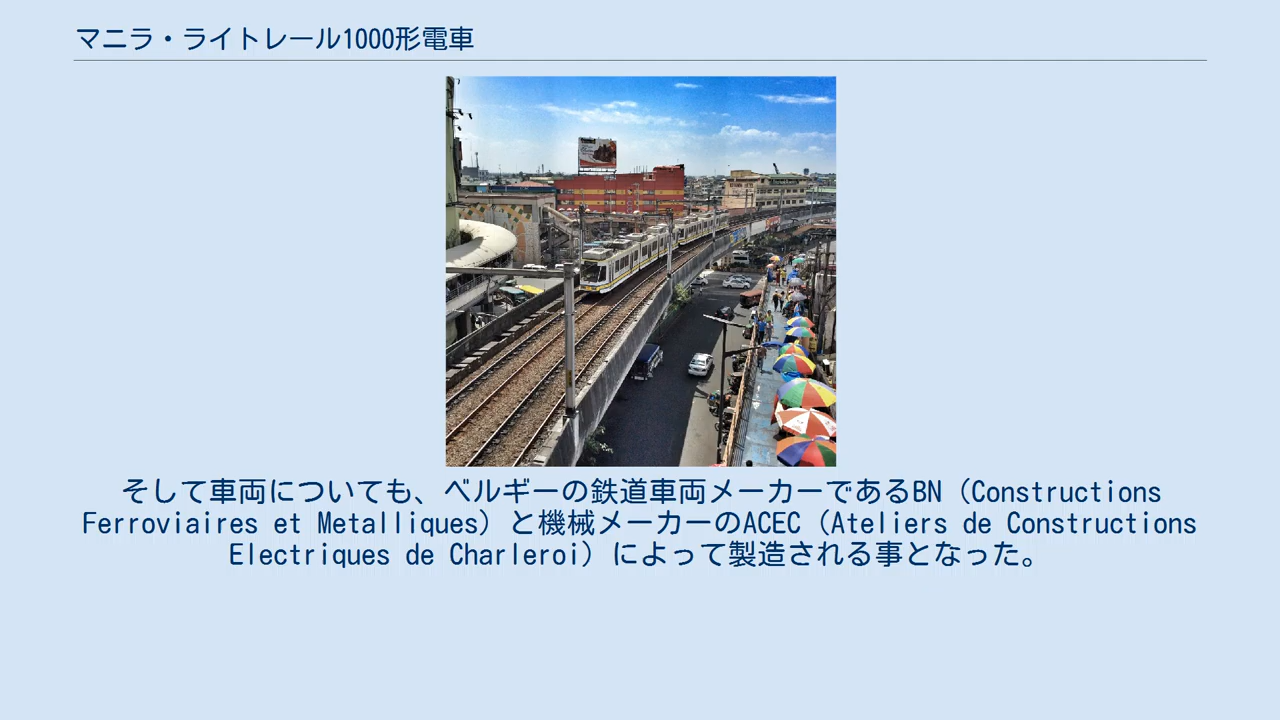 マニラ・ライトレール1000形電車
そして車両についても、ベルギーの鉄道車両メーカーであるBN（Constructions
Ferroviaires et Metalliques）と機械メーカーのACEC（Ateliers de Constructions
Electriques de Charleroi）によって製造される事となった。